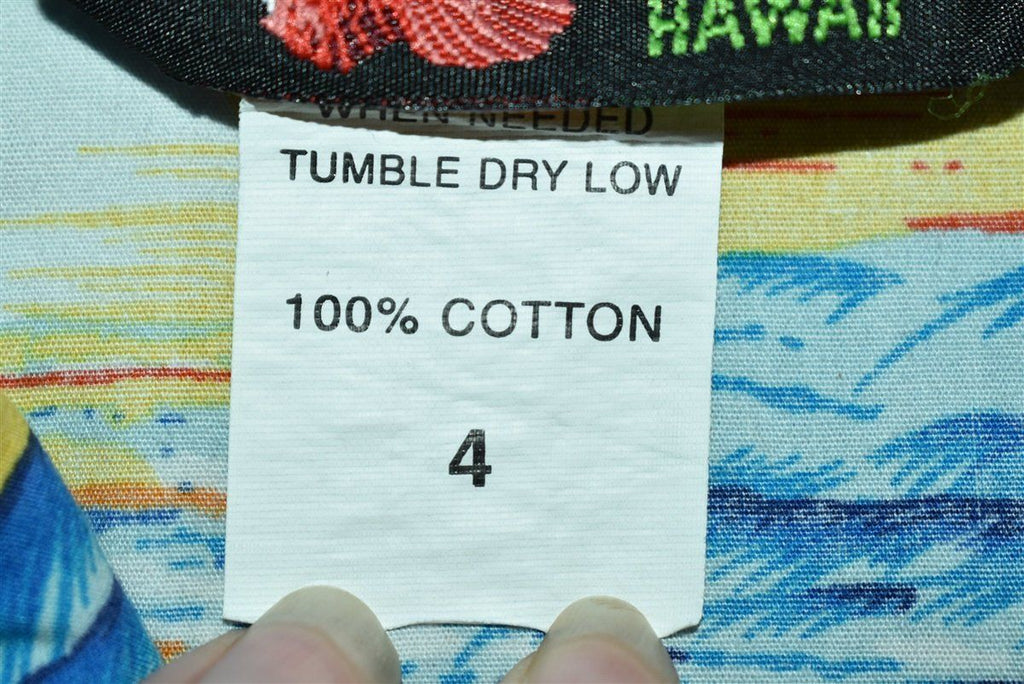 HAWAII
WHEN NEEDED
TUMBLE DRY LOW
100% COTTON
4